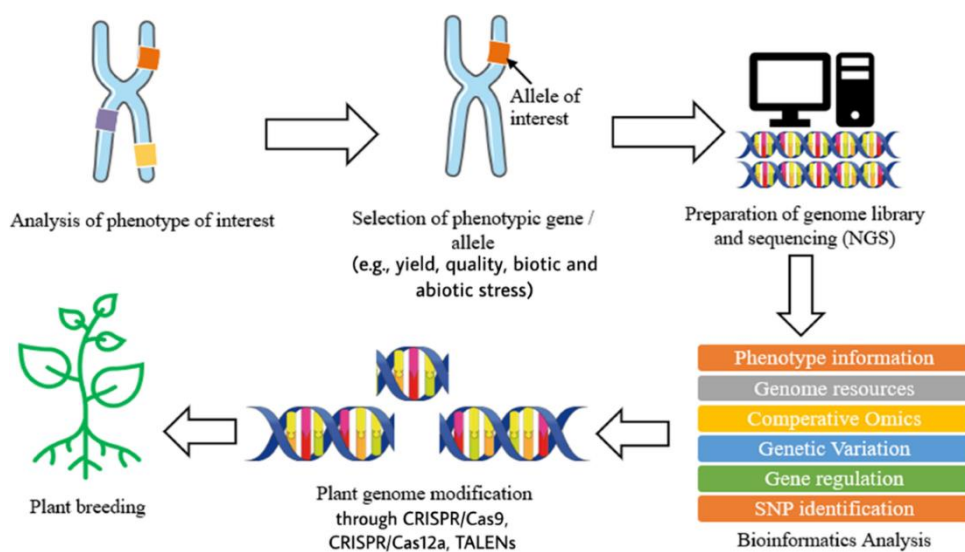 Allele of
interest
Analysis of phenotype of interest
Selection of phenotypic gene /
allele
(e.g., yield, quality, biotic and
abiotic stress)
Preparation of genome library
and sequencing (NGS)
Phenotype information
Genome resources
Comperative Omics
Genetic Variation
Gene regulation
SNP identification
Bioinformatics Analysis
Plant genome modification
through CRISPR/Cas9,
CRISPR/Cas12a, TALENs
Plant breeding